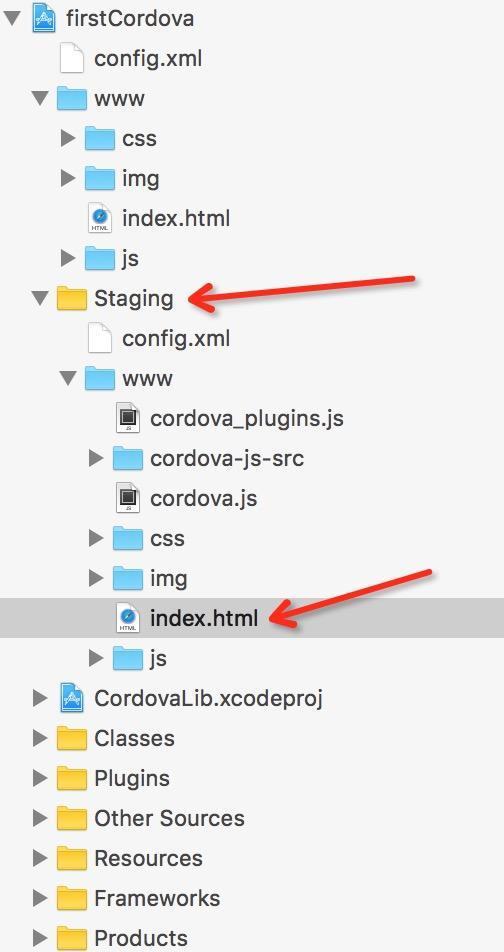 firstCordova
config.xml
www
css
img
index.html
js
Staging
config.xml
www
cordova_plugins.js
cordova-js-src
cordova.js
css
img
index.html
js
CordovaLib.xcodeproj
Classes
Plugins
Other Sources
Resources
Frameworks
Products